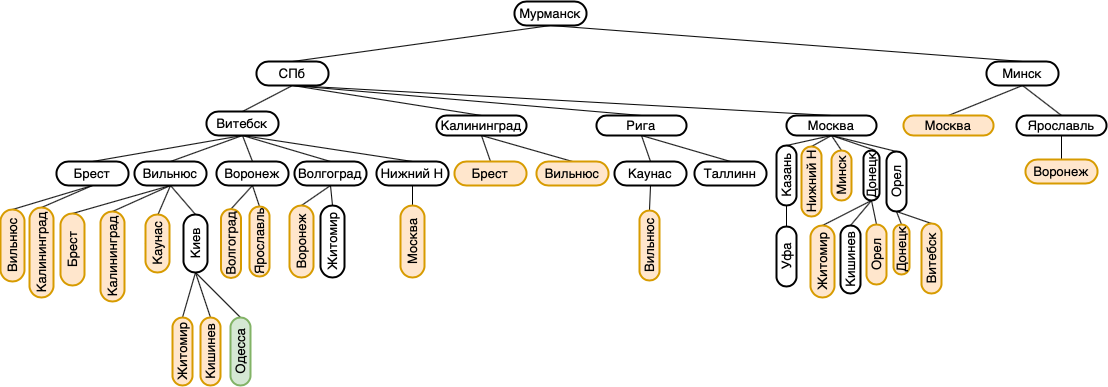 Мурманск
СПб
Минск
Витебск
Калининград
Рига
Москва
Москва
Ярославль
Брест
Вильнюс
Воронеж
Волгоград
Нижний Н
Брест
Вильнюс
Каунас
Таллинн
Казань
Нижний Н
Минск
Донецк
Орел
Воронеж
Вильнюс
Калининград
Брест
Калининград
Каунас
Киев
Волгоград
Ярославль
Воронеж
Житомир
Москва
Вильнюс
Уфа
Житомир
Кишинев
Орел
Донецк
Витебск
Житомир
Кишинев
Одесса